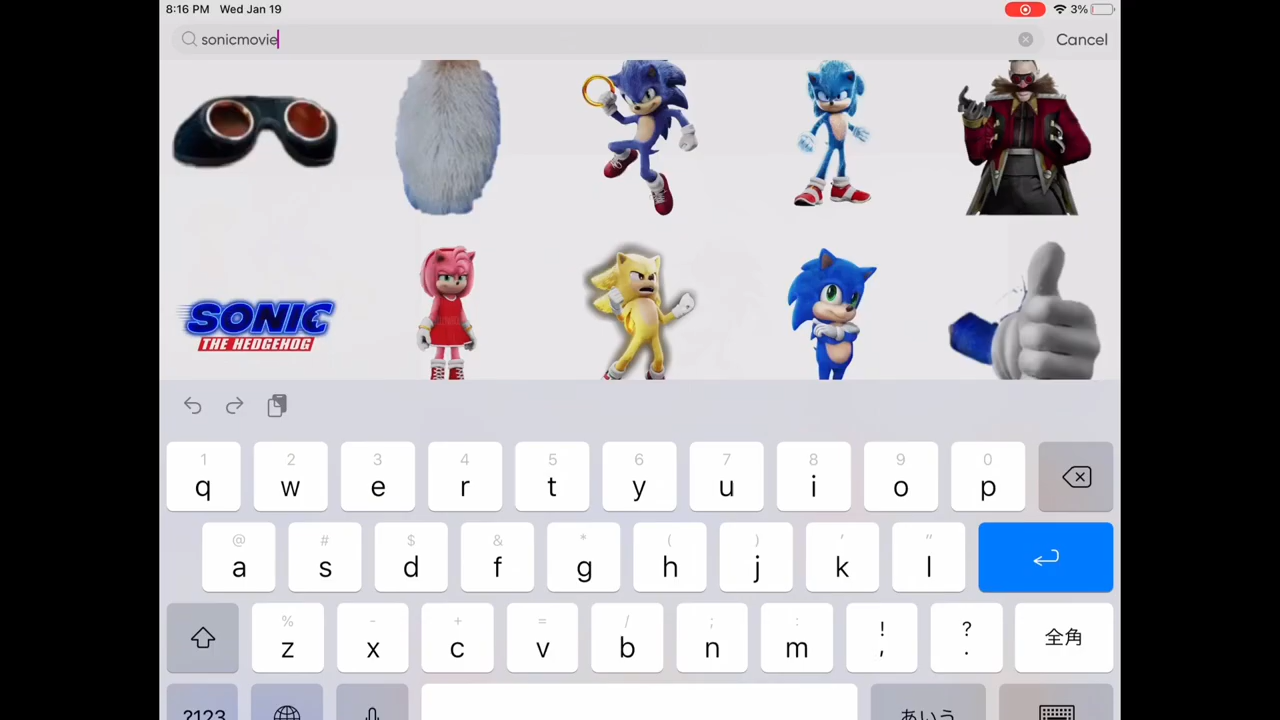 8:16 PM Wed Jan 19 3%
sonicmovie Cancel
SONIC
THE HEDGEHOG
1 2 3 4 5 6 7 8 9 0
q w e r t y u i o p
@ # $ & * ( ) ' "
a s d f g h j k l
% - + = / ; : ! ?
z x c v b n m , . 全角
?123 あいう